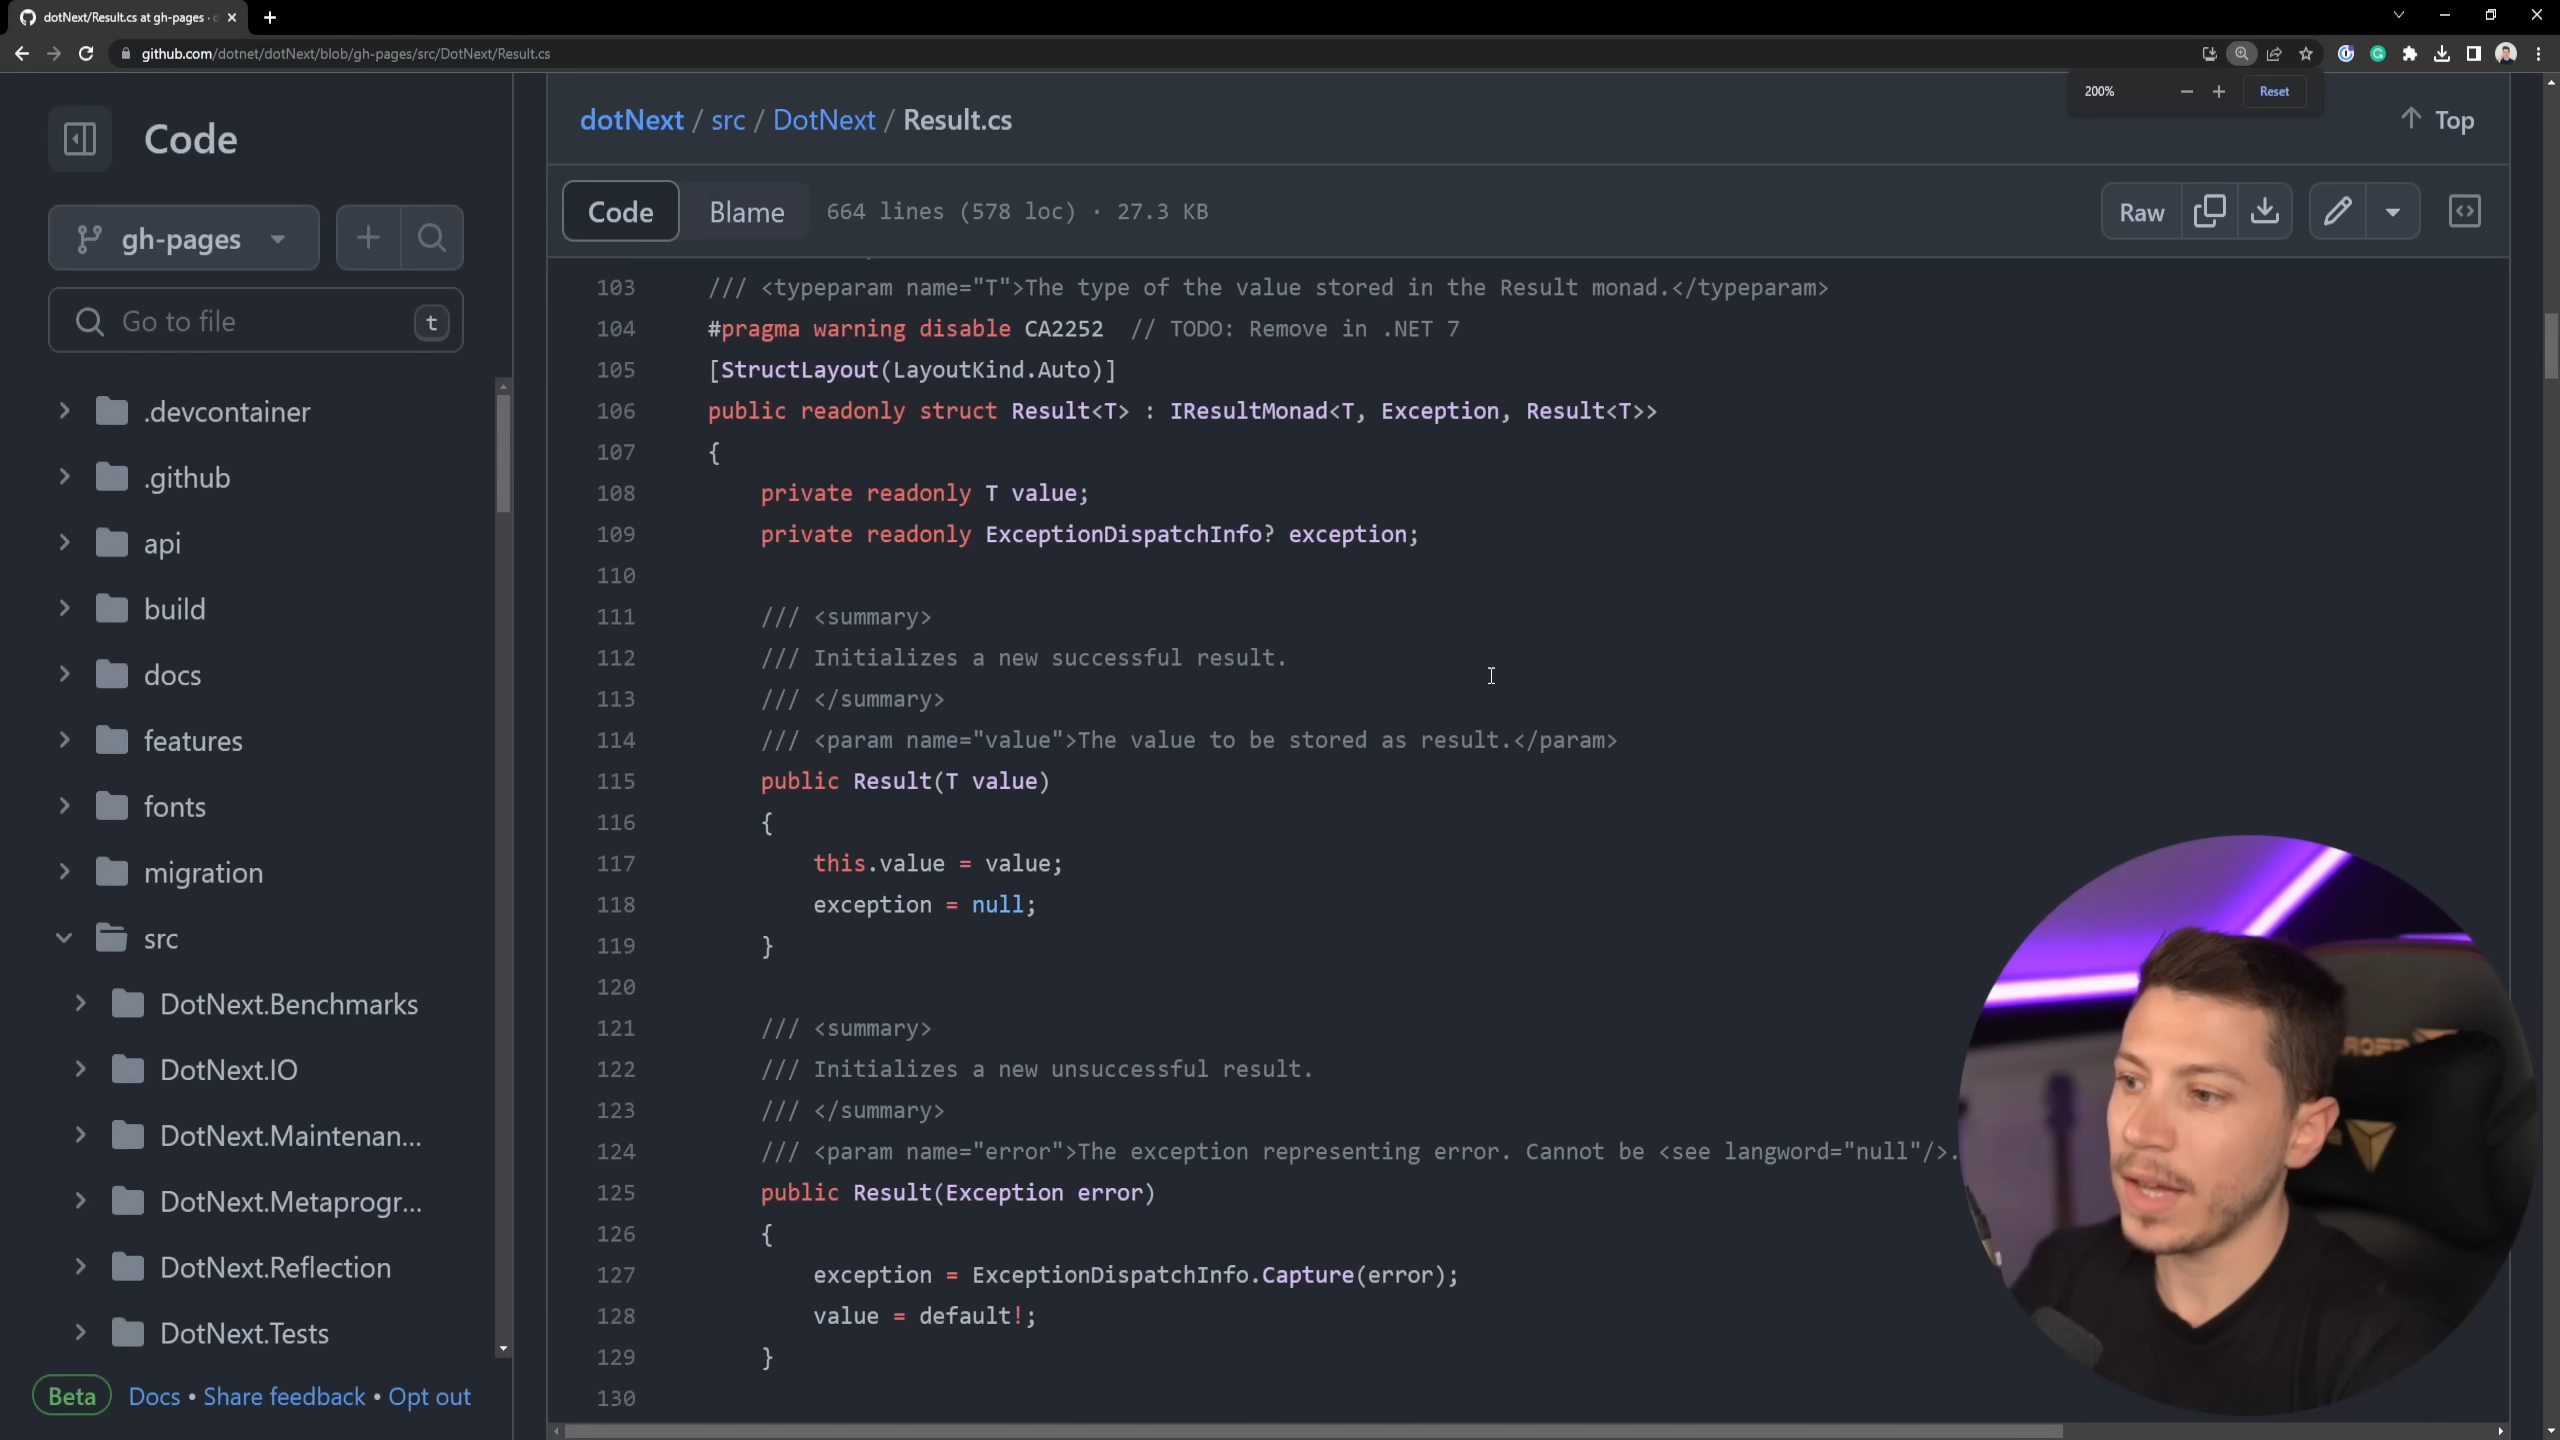 dotNext/Result.cs at gh-pages · d
github.com/dotnet/dotNext/blob/gh-pages/src/DotNext/Result.cs
200%
Reset
Code
gh-pages
Go to file
t
.devcontainer
.github
api
build
docs
features
fonts
migration
src
DotNext.Benchmarks
DotNext.IO
DotNext.Maintenan...
DotNext.Metaprogr...
DotNext.Reflection
DotNext.Tests
Beta Docs • Share feedback • Opt out
dotNext / src / DotNext / Result.cs
Top
Code Blame 664 lines (578 loc) · 27.3 KB
Raw
103 /// <typeparam name="T">The type of the value stored in the Result monad.</typeparam>
104 #pragma warning disable CA2252 // TODO: Remove in .NET 7
105 [StructLayout(LayoutKind.Auto)]
106 public readonly struct Result<T> : IResultMonad<T, Exception, Result<T>>
107 {
108 private readonly T value;
109 private readonly ExceptionDispatchInfo? exception;
110
111 /// <summary>
112 /// Initializes a new successful result.
113 /// </summary>
114 /// <param name="value">The value to be stored as result.</param>
115 public Result(T value)
116 {
117 this.value = value;
118 exception = null;
119 }
120
121 /// <summary>
122 /// Initializes a new unsuccessful result.
123 /// </summary>
124 /// <param name="error">The exception representing error. Cannot be <see langword="null"/>.
125 public Result(Exception error)
126 {
127 exception = ExceptionDispatchInfo.Capture(error);
128 value = default!;
129 }
130